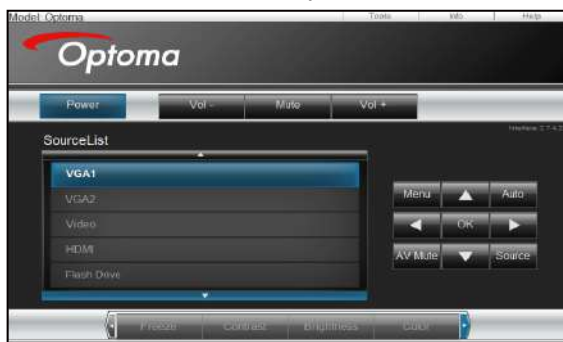 Model: Optoma
Tools Info Help
Optoma
Power Vol - Mute Vol +
SourceList
VGA1
VGA2
Video
HDMI
Flash Drive
Menu Auto
OK
AV Mute Source
Freeze Contrast Brightness Color